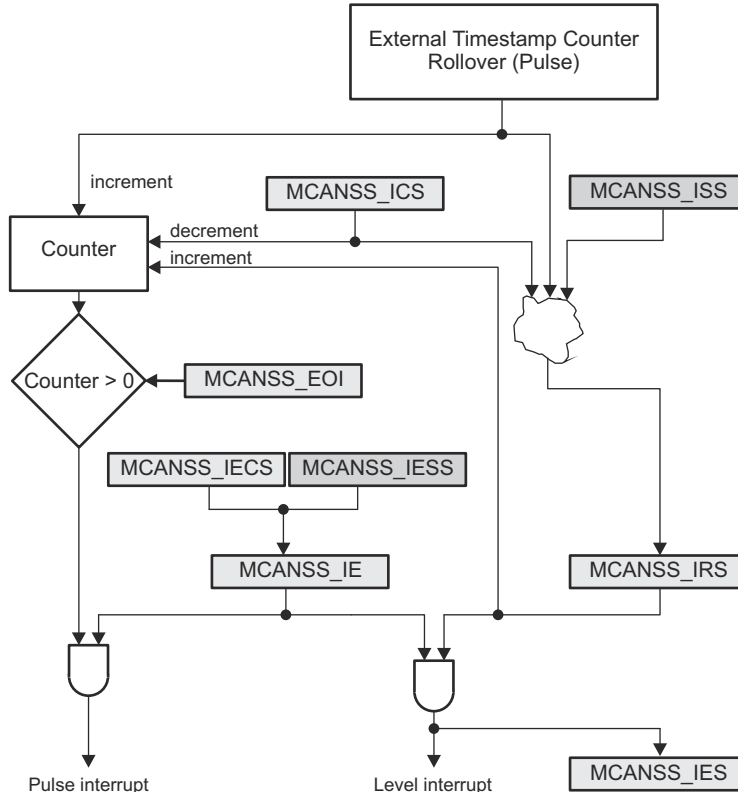 External Timestamp Counter
Rollover (Pulse)
increment
MCANSS_ICS
MCANSS_ISS
decrement
Counter
increment
Counter > 0
MCANSS_EOI
MCANSS_IECS
MCANSS_IESS
MCANSS_IE
MCANSS_IRS
Pulse interrupt
Level interrupt
MCANSS_IES